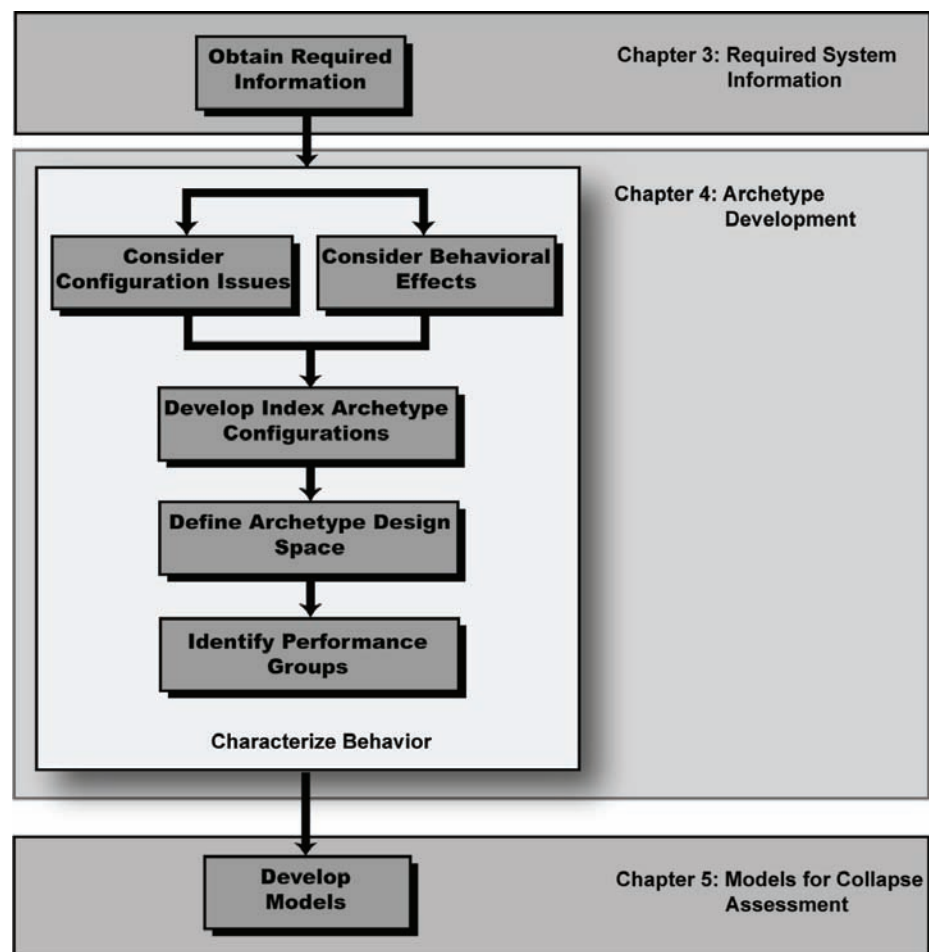 Obtain Required
Information
Chapter 3: Required System
Information
Chapter 4: Archetype
Development
Consider
Configuration Issues
Consider Behavioral
Effects
Develop Index Archetype
Configurations
Define Archetype Design
Space
Identify Performance
Groups
Characterize Behavior
Develop
Models
Chapter 5: Models for Collapse
Assessment